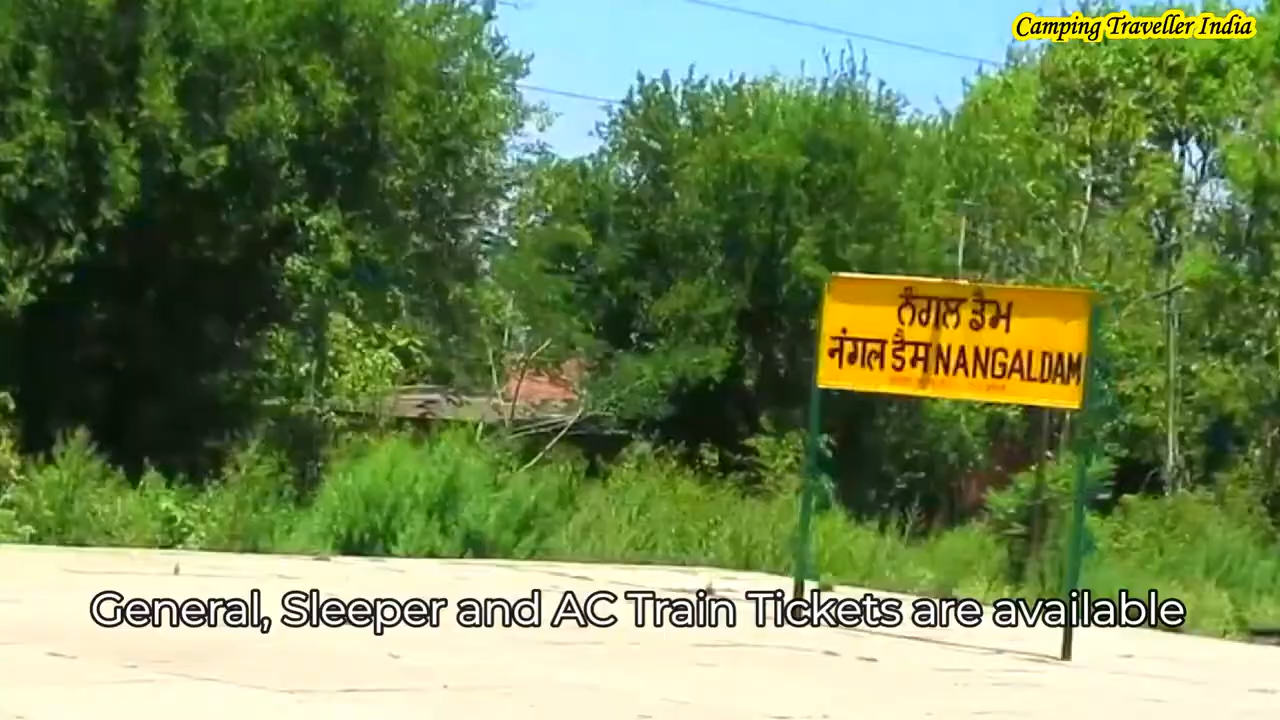 Camping Traveller India
ਨੰਗਲ ਡੈਮ
नंगल डैम NANGALDAM
General, Sleeper and AC Train Tickets are available